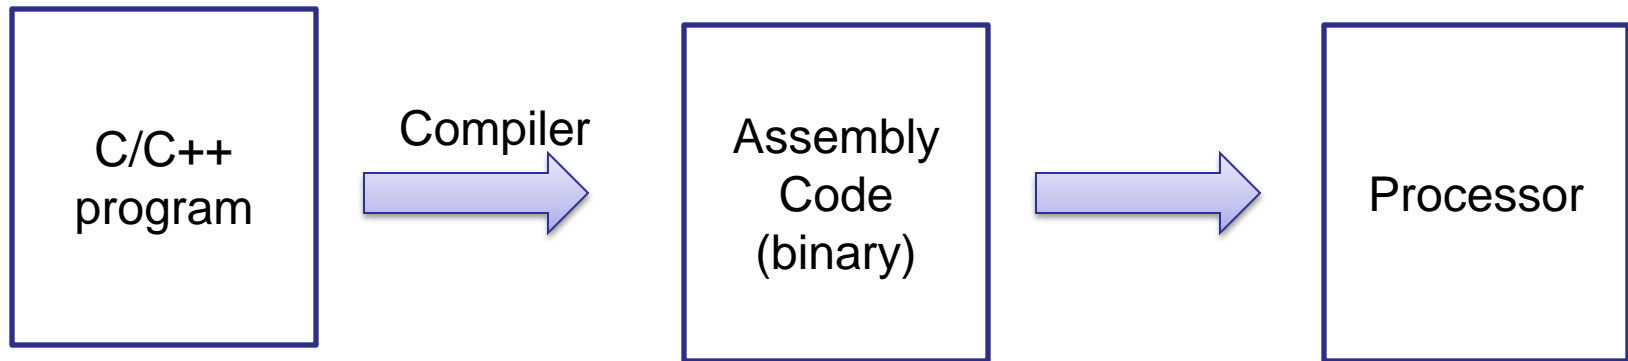 C/C++
program
Compiler
Assembly
Code
(binary)
Processor